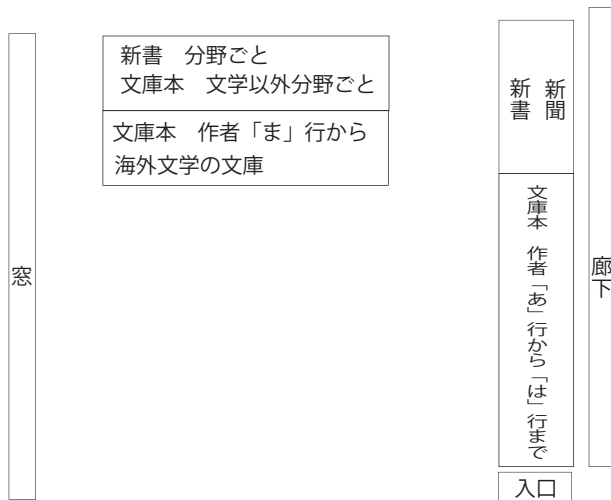 新書　分野ごと
文庫本　文学以外分野ごと
文庫本　作者「ま」行から
海外文学の文庫
新聞
新書
文庫本　作者「あ」行から「は」行まで
廊下
窓
入口